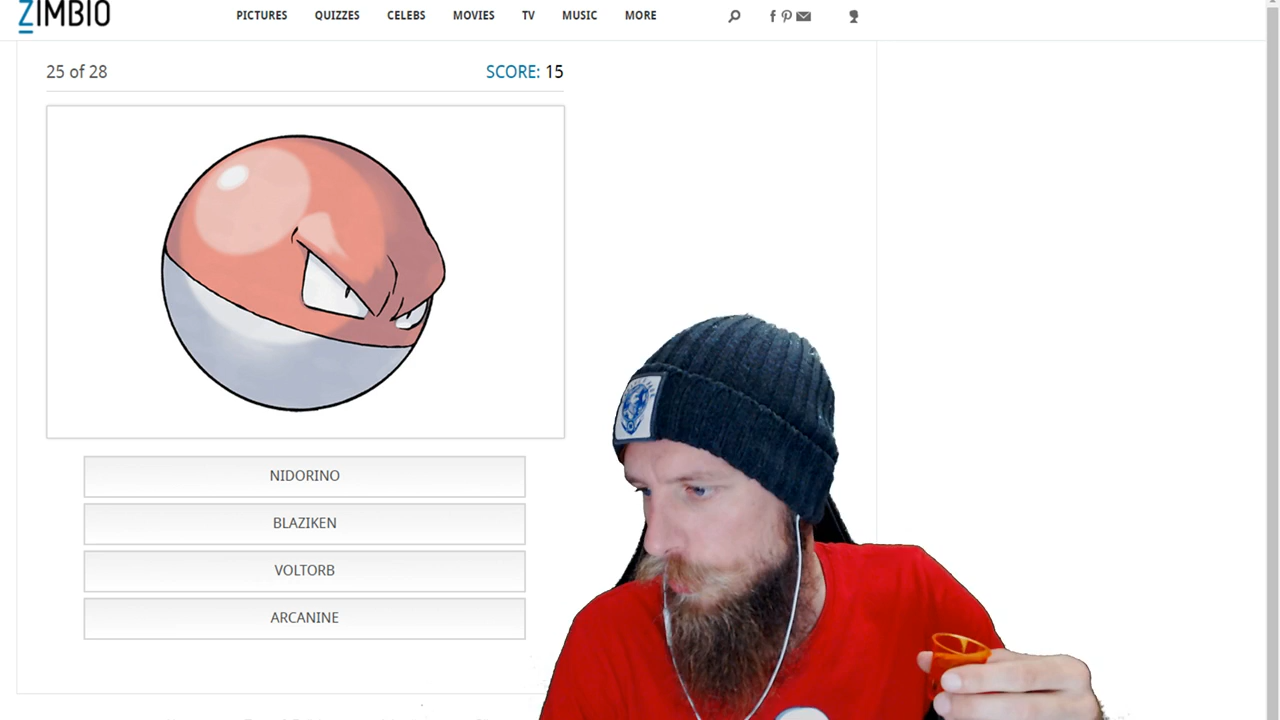 ZIMBIO
PICTURES QUIZZES CELEBS MOVIES TV MUSIC MORE
25 of 28 SCORE: 15
NIDORINO
BLAZIKEN
VOLTORB
ARCANINE